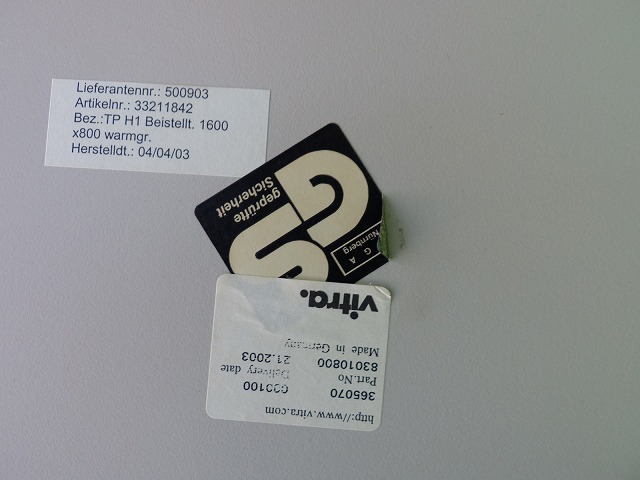 Lieferantennr.: 500903
Artikelnr.: 33211842
Bez.:TP H1 Beistellt. 1600
x800 warmgr.
Herstelldt.: 04/04/03
GS
geprüfte
Sicherheit
G A
Nürnberg
vitra.
Made in Germany
83010800 21.2003
Part.No Delivery date
365070 000100
http://www.vitra.com